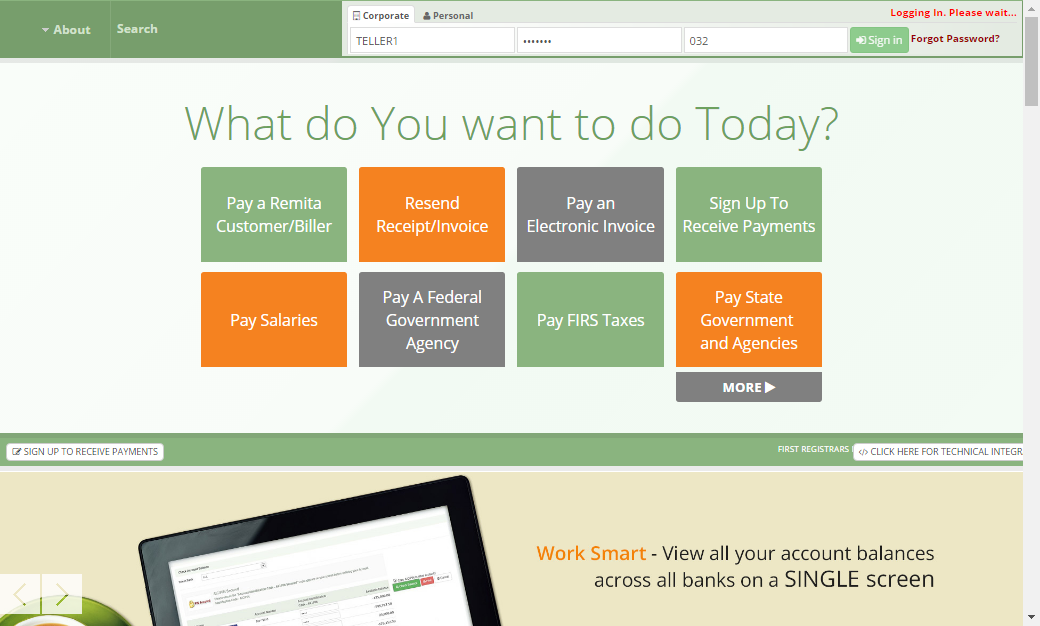 About
Search
Corporate
Personal
Logging In. Please wait...
TELLER1
•••••••
032
Sign in
Forgot Password?
What do You want to do Today?
Pay a Remita
Customer/Biller
Resend
Receipt/Invoice
Pay an
Electronic Invoice
Sign Up To
Receive Payments
Pay Salaries
Pay A Federal
Government
Agency
Pay FIRS Taxes
Pay State
Government
and Agencies
MORE
SIGN UP TO RECEIVE PAYMENTS
FIRST REGISTRARS
</> CLICK HERE FOR TECHNICAL INTEGR
Work Smart - View all your account balances
across all banks on a SINGLE screen